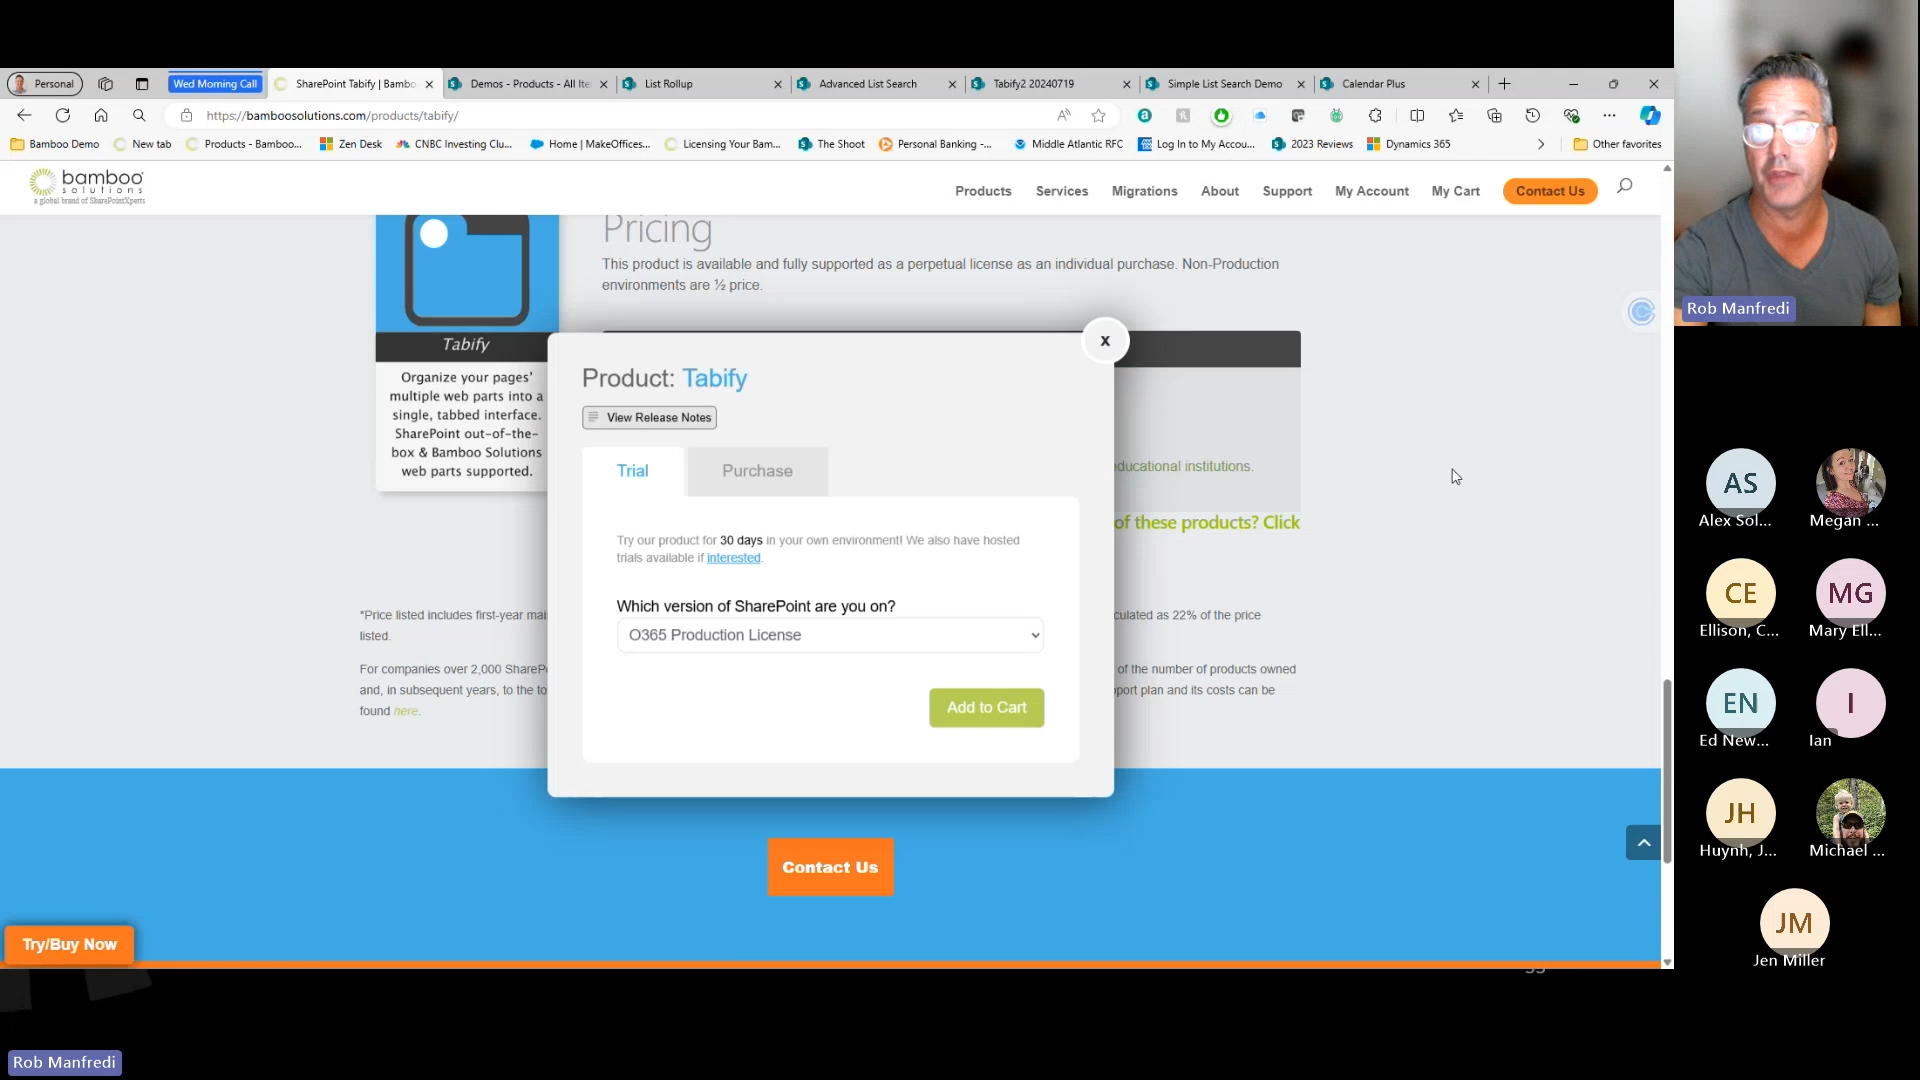 Personal
Wed Morning Call
SharePoint Tabify | Bambo
Demos - Products - All Ite
List Rollup
Advanced List Search
Tabify2 20240719
Simple List Search Demo
Calendar Plus
https://bamboosolutions.com/products/tabify/
Bamboo Demo
New tab
Products - Bamboo...
Zen Desk
CNBC Investing Clu...
Home | MakeOffices...
Licensing Your Bam...
The Shoot
Personal Banking -...
Middle Atlantic RFC
Log In to My Accou...
2023 Reviews
Dynamics 365
Other favorites
bamboo
solutions
a global brand of SharePointXperts
Products
Services
Migrations
About
Support
My Account
My Cart
Contact Us
Pricing
This product is available and fully supported as a perpetual license as an individual purchase. Non-Production
environments are ½ price.
Tabify
Organize your pages'
multiple web parts into a
single, tabbed interface.
SharePoint out-of-the-
box & Bamboo Solutions
web parts supported.
x
Product: Tabify
View Release Notes
Trial
Purchase
Try our product for 30 days in your own environment! We also have hosted
trials available if interested.
Which version of SharePoint are you on?
O365 Production License
Add to Cart
educational institutions.
of these products? Click
*Price listed includes first-year mai
culated as 22% of the price
listed.
For companies over 2,000 ShareP
of the number of products owned
and, in subsequent years, to the to
port plan and its costs can be
found here.
Contact Us
Try/Buy Now
Rob Manfredi
AS
Alex Sol...
Megan ...
CE
Ellison, C...
MG
Mary Ell...
EN
Ed New...
I
Ian
JH
Huynh, J...
Michael ...
JM
Jen Miller
Rob Manfredi